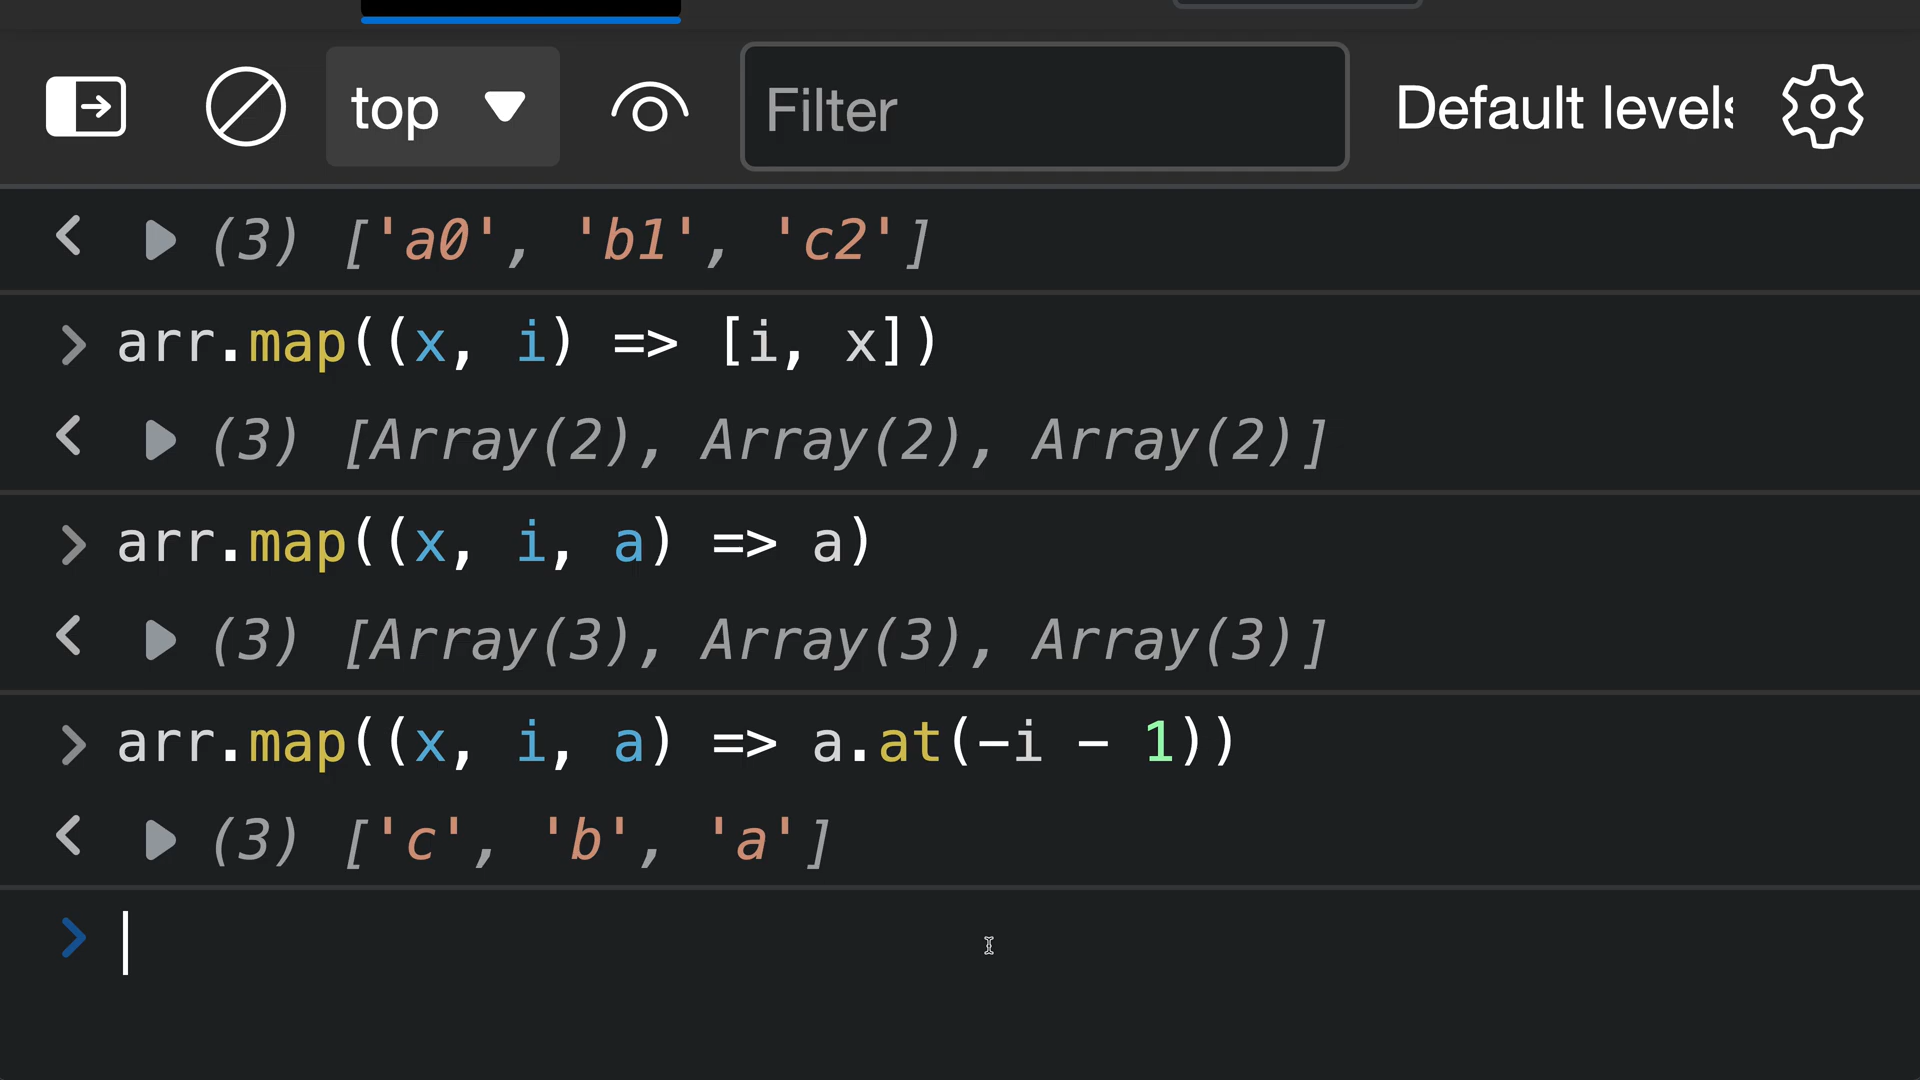 top Filter Default levels
(3) ['a0', 'b1', 'c2']
arr.map((x, i) => [i, x])
(3) [Array(2), Array(2), Array(2)]
arr.map((x, i, a) => a)
(3) [Array(3), Array(3), Array(3)]
arr.map((x, i, a) => a.at(-i - 1))
(3) ['c', 'b', 'a']